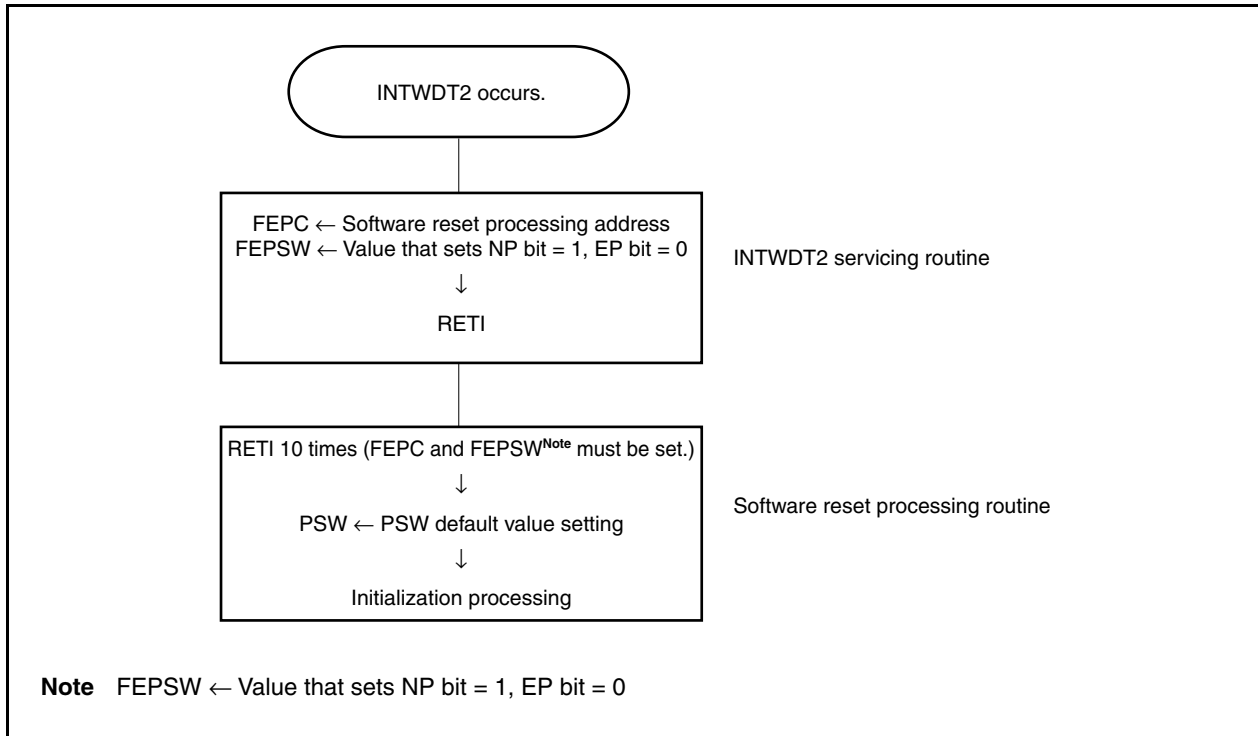 INTWDT2 occurs.
FEPC ← Software reset processing address
FEPSW ← Value that sets NP bit = 1, EP bit = 0
↓
RETI
INTWDT2 servicing routine
RETI 10 times (FEPC and FEPSWNote must be set.)
↓
PSW ← PSW default value setting
↓
Initialization processing
Software reset processing routine
Note FEPSW ← Value that sets NP bit = 1, EP bit = 0